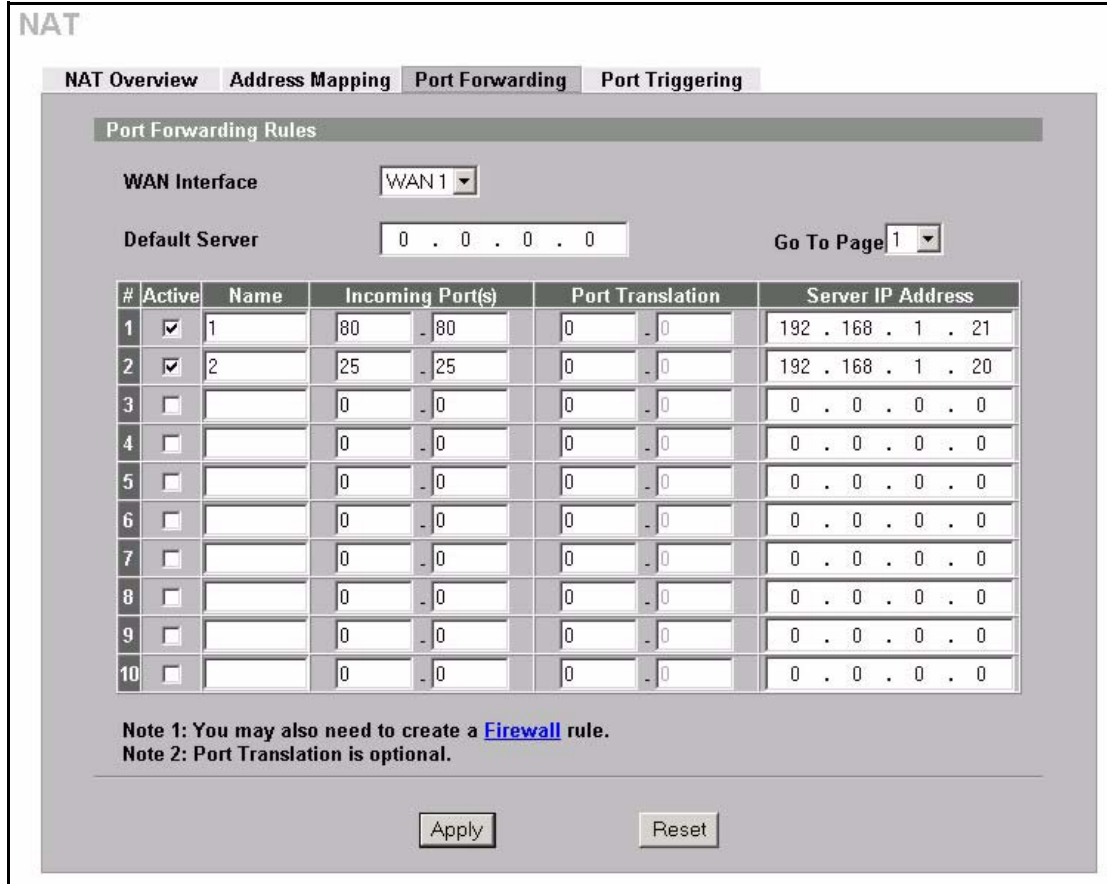 NAT
NAT Overview Address Mapping Port Forwarding Port Triggering
Port Forwarding Rules
WAN Interface WAN 1
Default Server 0 . 0 . 0 . 0 Go To Page 1
# Active Name Incoming Port(s) Port Translation Server IP Address
1 1 80 - 80 0 - 0 192 . 168 . 1 . 21
2 2 25 - 25 0 - 0 192 . 168 . 1 . 20
3 0 - 0 0 - 0 0 . 0 . 0 . 0
4 0 - 0 0 - 0 0 . 0 . 0 . 0
5 0 - 0 0 - 0 0 . 0 . 0 . 0
6 0 - 0 0 - 0 0 . 0 . 0 . 0
7 0 - 0 0 - 0 0 . 0 . 0 . 0
8 0 - 0 0 - 0 0 . 0 . 0 . 0
9 0 - 0 0 - 0 0 . 0 . 0 . 0
10 0 - 0 0 - 0 0 . 0 . 0 . 0
Note 1: You may also need to create a Firewall rule.
Note 2: Port Translation is optional.
Apply Reset